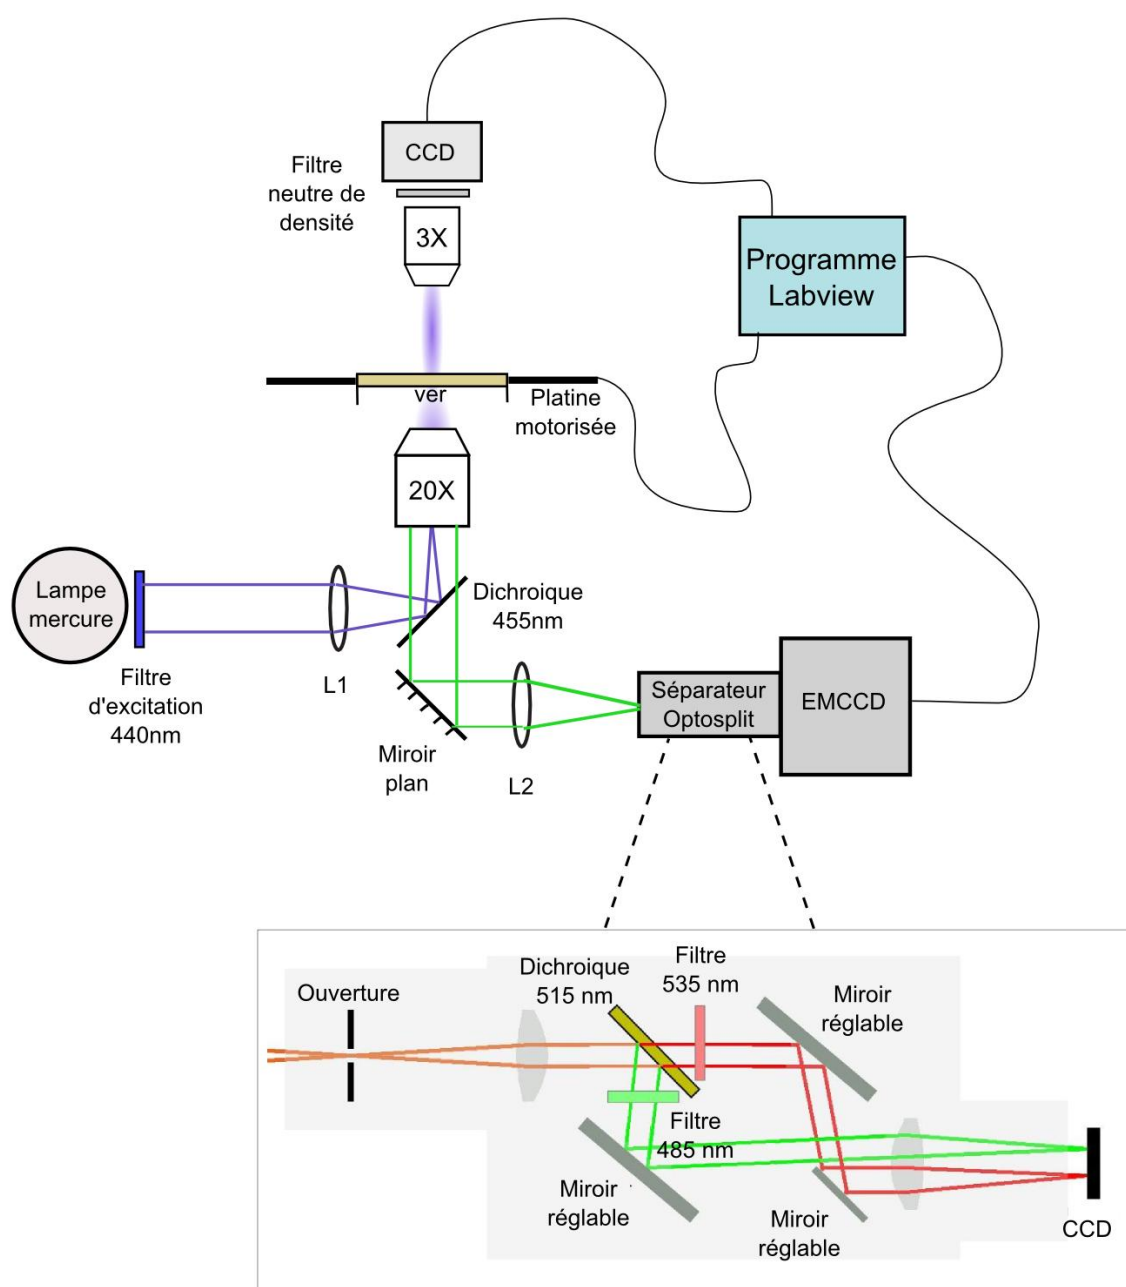 CCD
Filtre
neutre de
densité
3X
Programme
Labview
ver
Platine
motorisée
20X
Lampe
mercure
Dichroique
455nm
Filtre
d'excitation
440nm
L1
Miroir
plan
L2
Séparateur
Optosplit
EMCCD
Ouverture
Dichroique
515 nm
Filtre
535 nm
Miroir
réglable
Filtre
485 nm
Miroir
réglable
Miroir
réglable
CCD